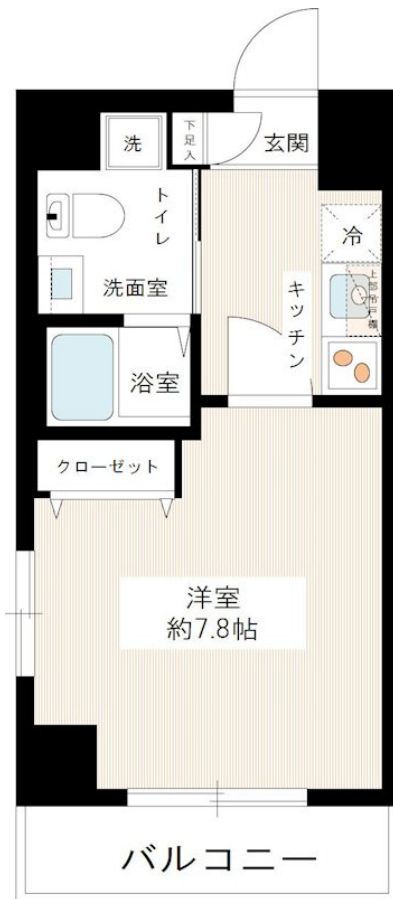 洗
下足入
玄関
トイレ
冷
洗面室
キッチン
上部吊戸棚
浴室
クローゼット
洋室
約7.8帖
バルコニー